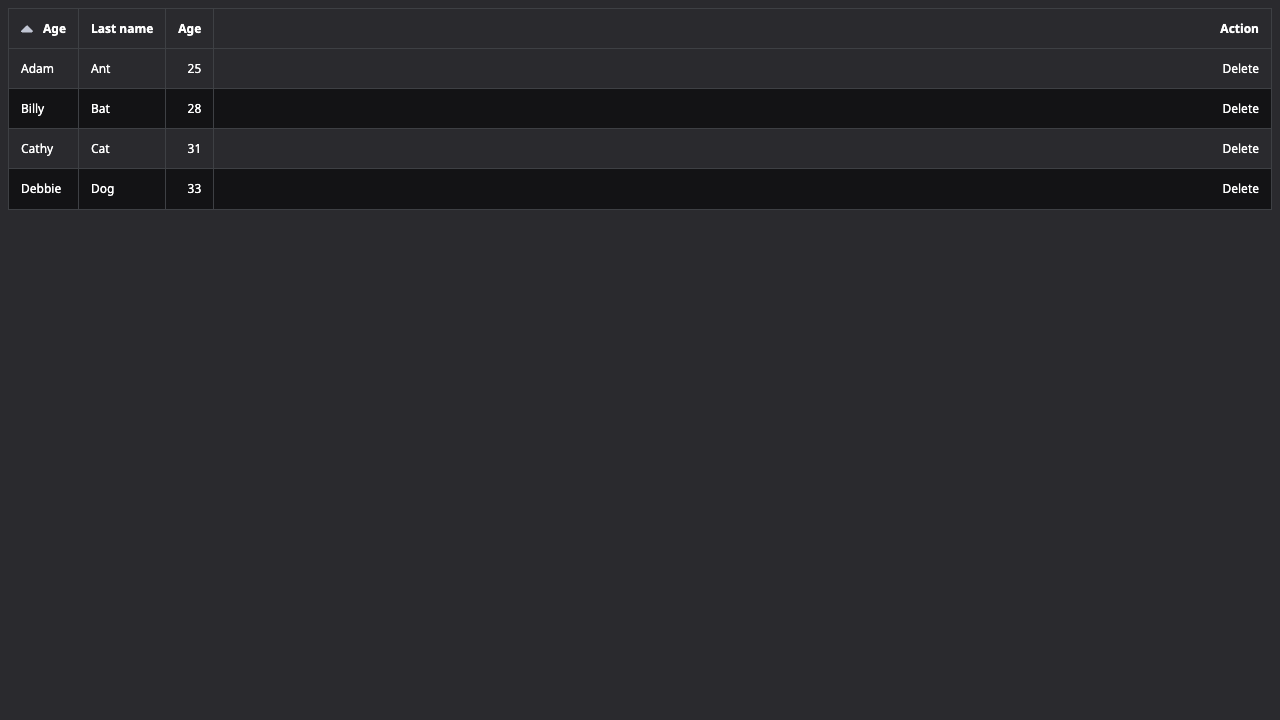 Age Last name Age Action
Adam Ant 25 Delete
Billy Bat 28 Delete
Cathy Cat 31 Delete
Debbie Dog 33 Delete